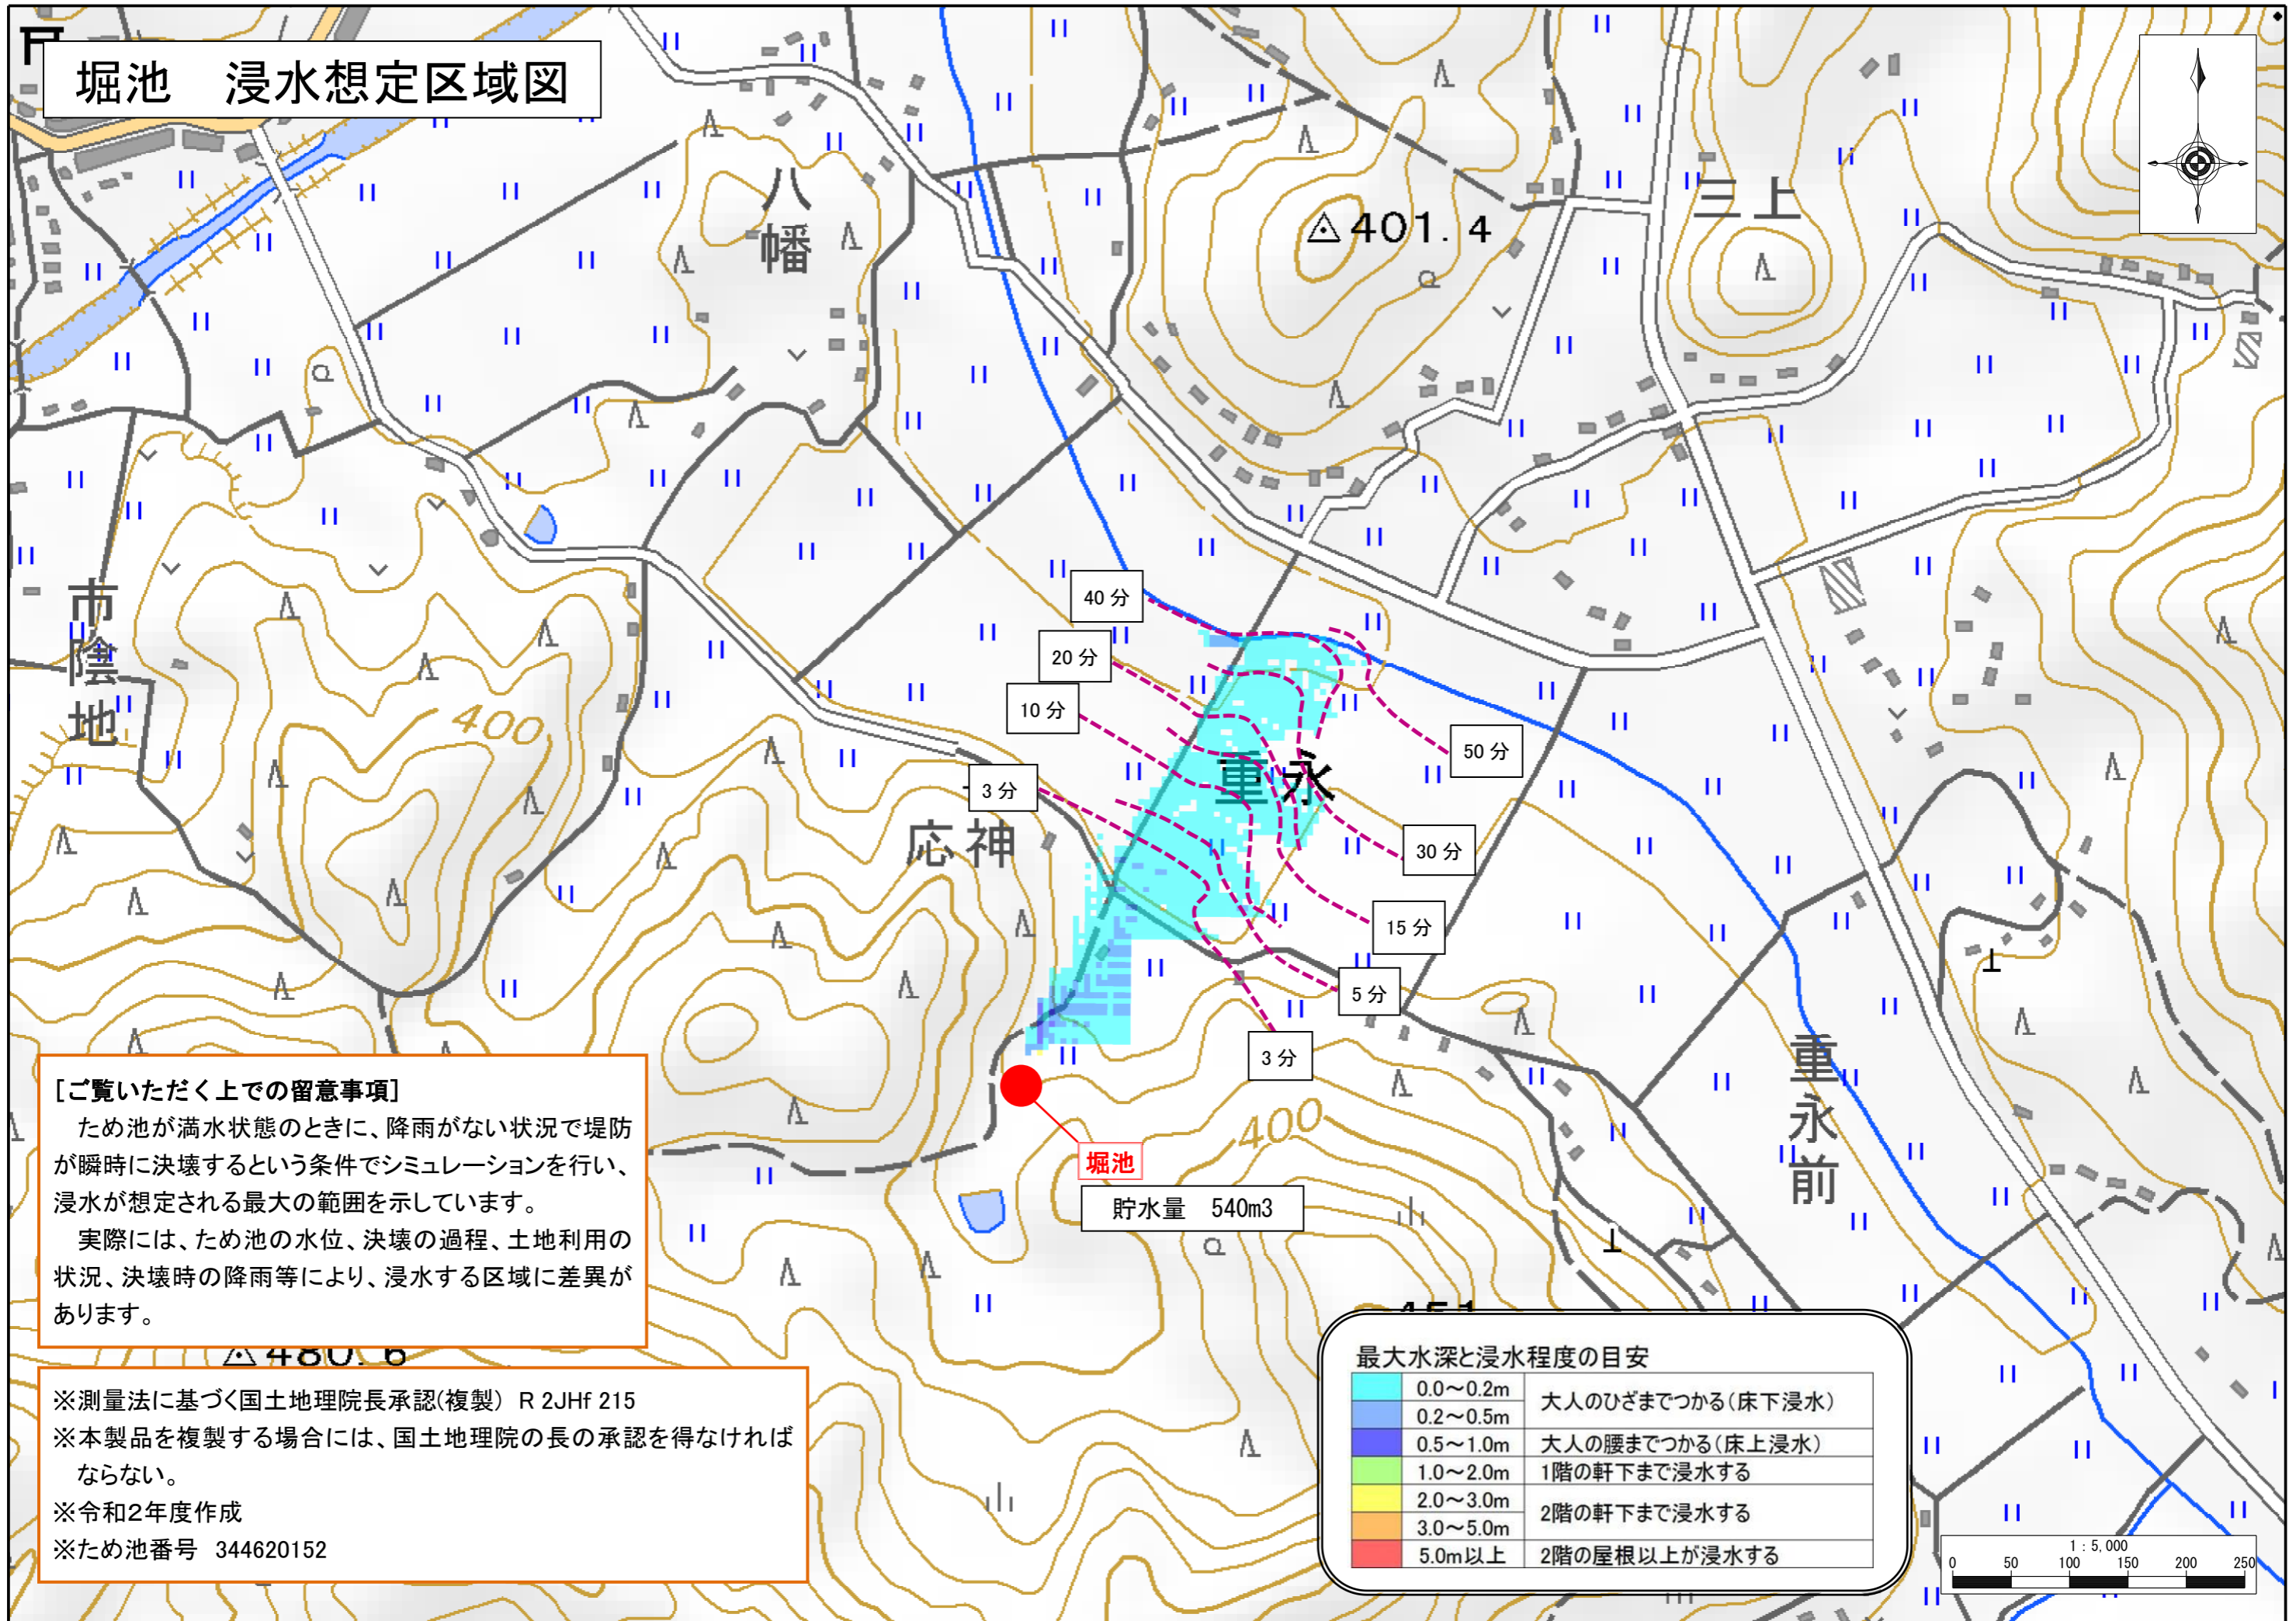 堀池　浸水想定区域図
八幡
401.4
三上
市陰地
400
40 分
20 分
10 分
3 分
重永
50 分
応神
30 分
15 分
5 分
3 分
重永前
400
堀池
貯水量　540m3
[ご覧いただく上での留意事項]
ため池が満水状態のときに、降雨がない状況で堤防
が瞬時に決壊するという条件でシミュレーションを行い、
浸水が想定される最大の範囲を示しています。
実際には、ため池の水位、決壊の過程、土地利用の
状況、決壊時の降雨等により、浸水する区域に差異が
あります。
480.6
※測量法に基づく国土地理院長承認(複製) R 2JHf 215
※本製品を複製する場合には、国土地理院の長の承認を得なければ
ならない。
※令和2年度作成
※ため池番号 344620152
最大水深と浸水程度の目安
0.0～0.2m
大人のひざまでつかる(床下浸水)
0.2～0.5m
0.5～1.0m 大人の腰までつかる(床上浸水)
1.0～2.0m 1階の軒下まで浸水する
2.0～3.0m
2階の軒下まで浸水する
3.0～5.0m
5.0m以上 2階の屋根以上が浸水する
1 : 5,000
0 50 100 150 200 250